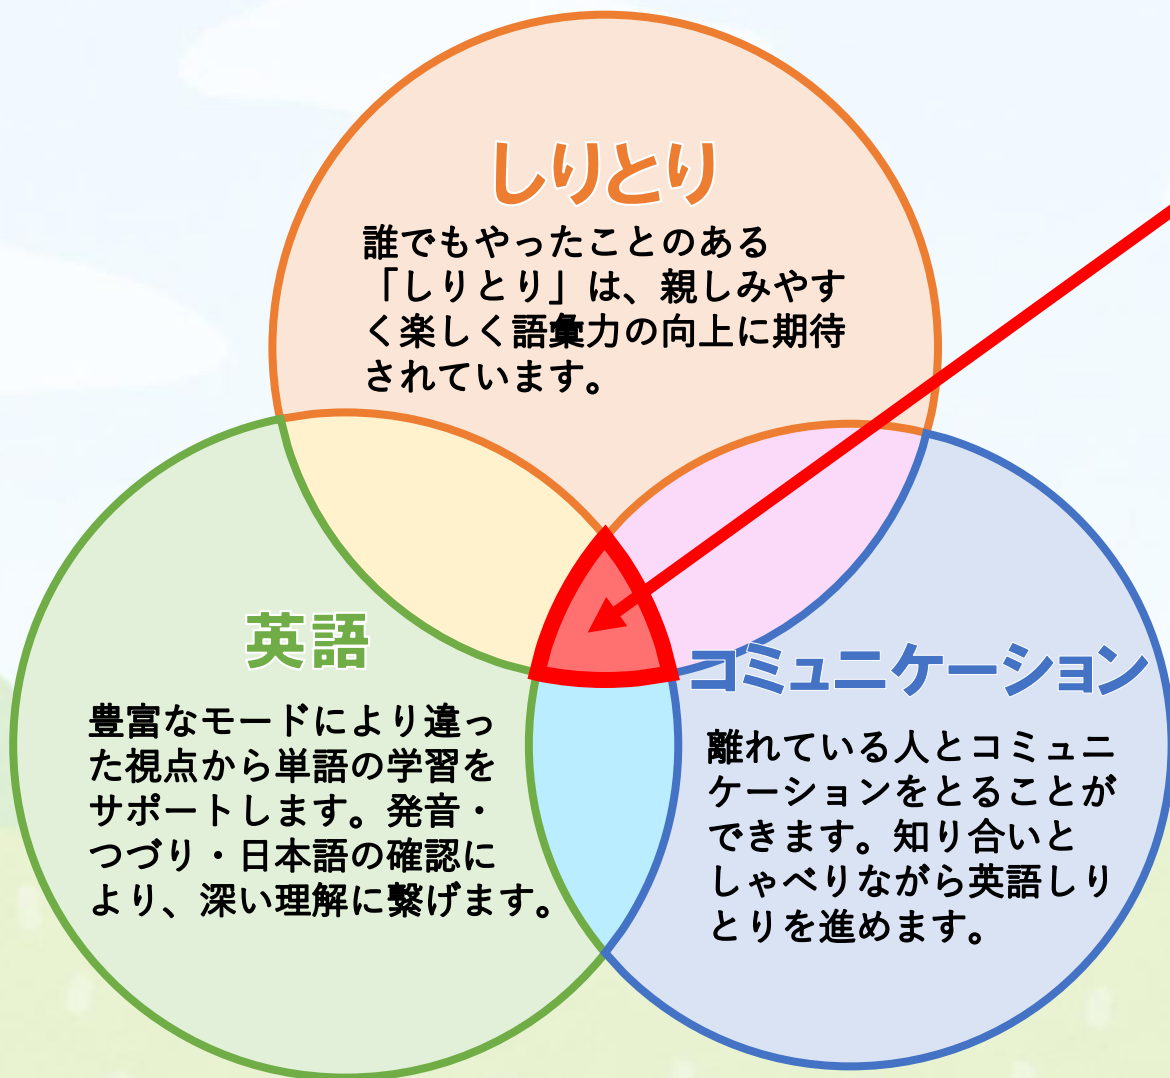 しりとり
誰でもやったことのある
「しりとり」は、親しみやす
く楽しく語彙力の向上に期待
されています。
英語
豊富なモードにより違っ
た視点から単語の学習を
サポートします。発音・
つづり・日本語の確認に
より、深い理解に繋げます。
コミュニケーション
離れている人とコミュニ
ケーションをとることが
できます。知り合いと
しゃべりながら英語しり
とりを進めます。